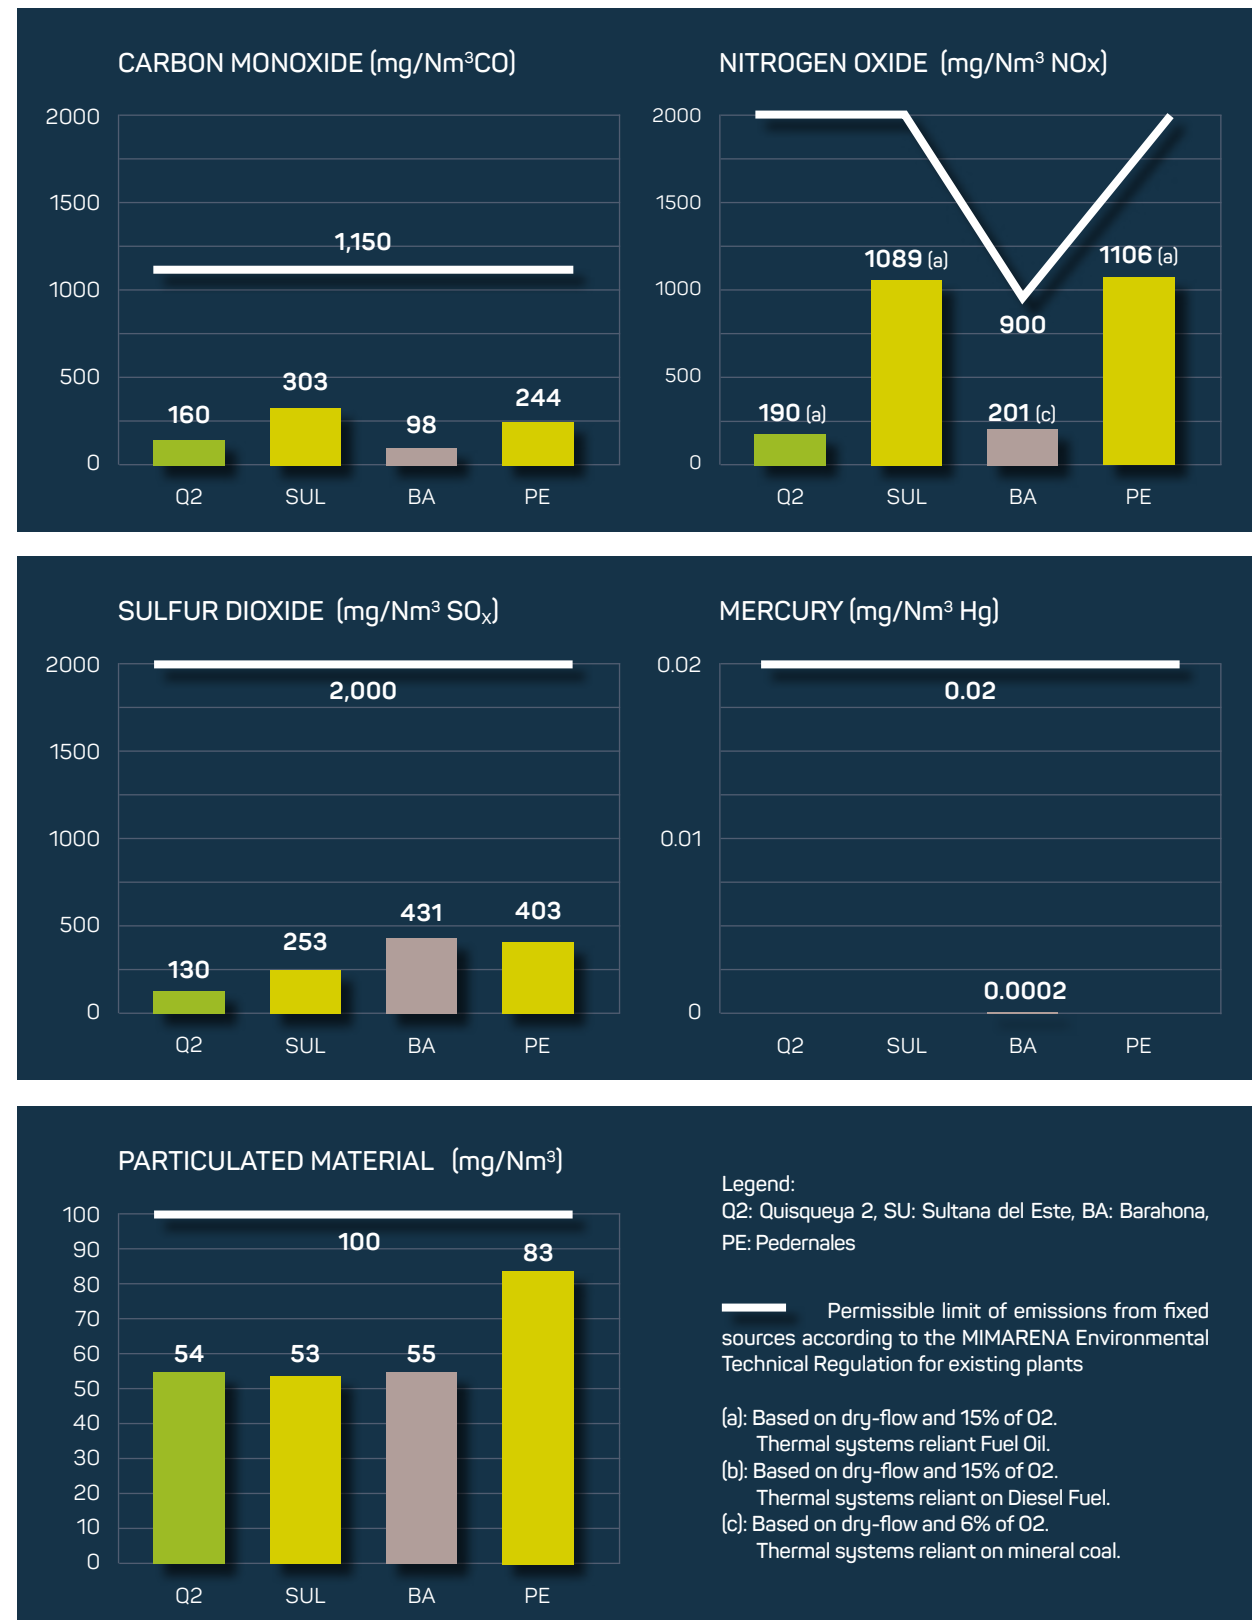 CARBON MONOXIDE (mg/Nm³CO)
2000
1500
1000
500
0
1,150
160
303
98
244
Q2 SUL BA PE
NITROGEN OXIDE (mg/Nm³ NOx)
2000
1500
1000
500
0
1089 (a)
1106 (a)
900
190 (a)
201 (c)
Q2 SUL BA PE
SULFUR DIOXIDE (mg/Nm³ SOₓ)
2000
1500
1000
500
0
2,000
130
253
431
403
Q2 SUL BA PE
MERCURY (mg/Nm³ Hg)
0.02
0.01
0
0.02
0.0002
Q2 SUL BA PE
PARTICULATED MATERIAL (mg/Nm³)
100
90
80
70
60
50
40
30
20
10
0
100
54
53
55
83
Q2 SUL BA PE
Legend:
Q2: Quisqueya 2, SU: Sultana del Este, BA: Barahona,
PE: Pedernales
Permissible limit of emissions from fixed
sources according to the MIMARENA Environmental
Technical Regulation for existing plants
(a): Based on dry-flow and 15% of O2.
Thermal systems reliant Fuel Oil.
(b): Based on dry-flow and 15% of O2.
Thermal systems reliant on Diesel Fuel.
(c): Based on dry-flow and 6% of O2.
Thermal systems reliant on mineral coal.